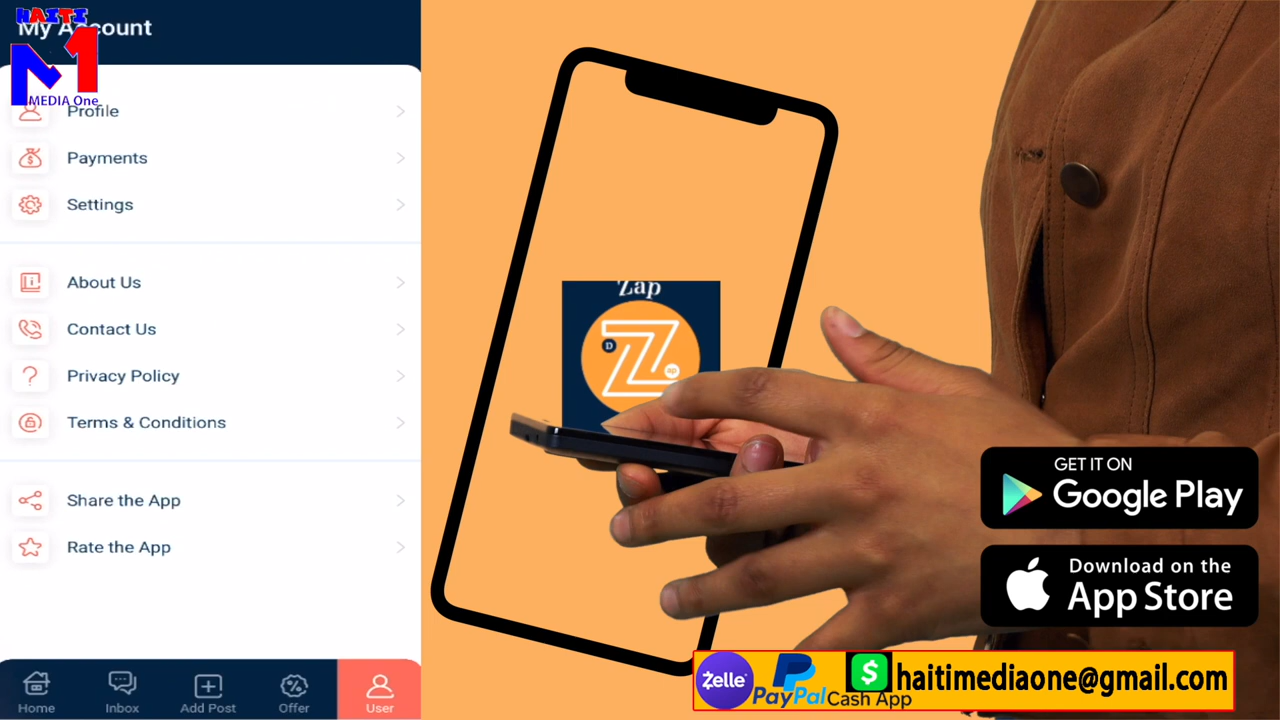 HAITI
My Account
M1
MEDIA One
Profile
Payments
Settings
About Us
Contact Us
Privacy Policy
Terms & Conditions
Share the App
Rate the App
Home
Inbox
Add Post
Offer
User
Zap
D
Z
zap
GET IT ON
Google Play
Download on the
App Store
Zelle
PayPal
$
Cash App
haitimediaone@gmail.com